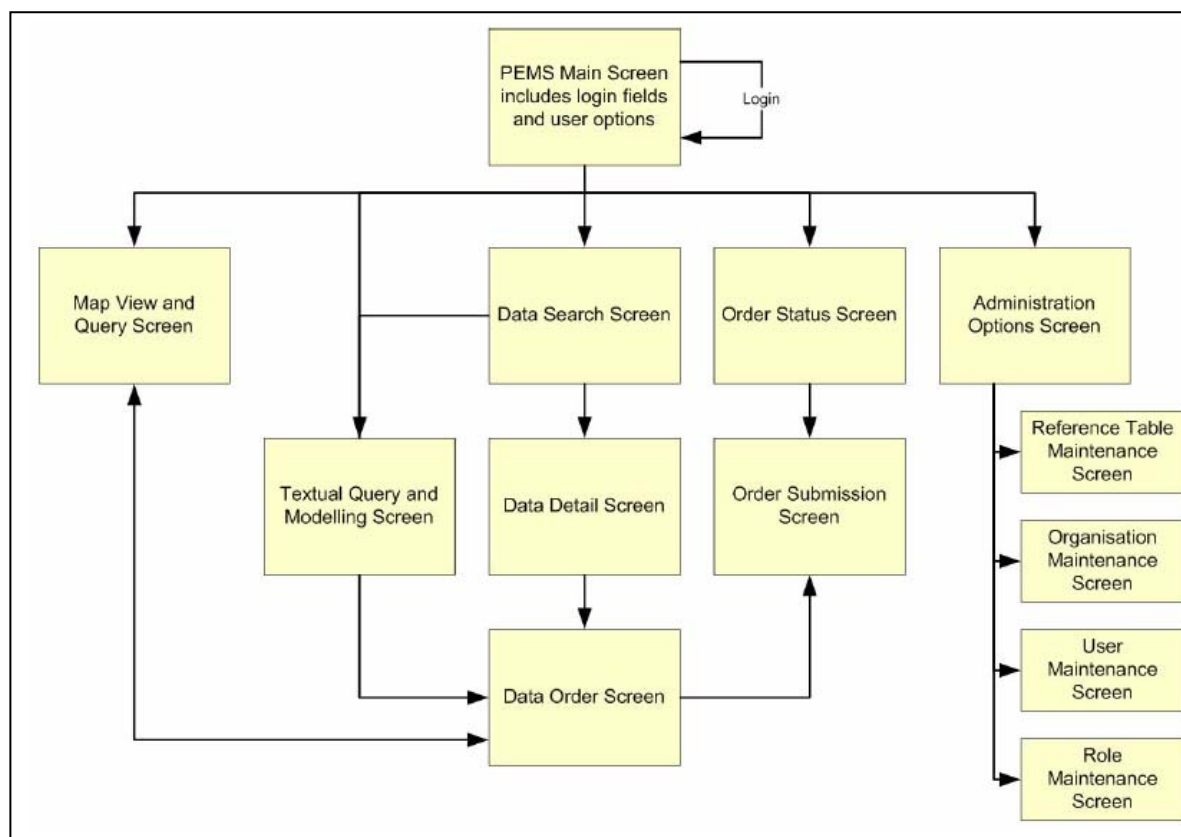 PEMS Main Screen
includes login fields
and user options
Login
Map View and
Query Screen
Data Search Screen
Order Status Screen
Administration
Options Screen
Textual Query and
Modelling Screen
Data Detail Screen
Order Submission
Screen
Reference Table
Maintenance
Screen
Organisation
Maintenance
Screen
User
Maintenance
Screen
Data Order Screen
Role
Maintenance
Screen